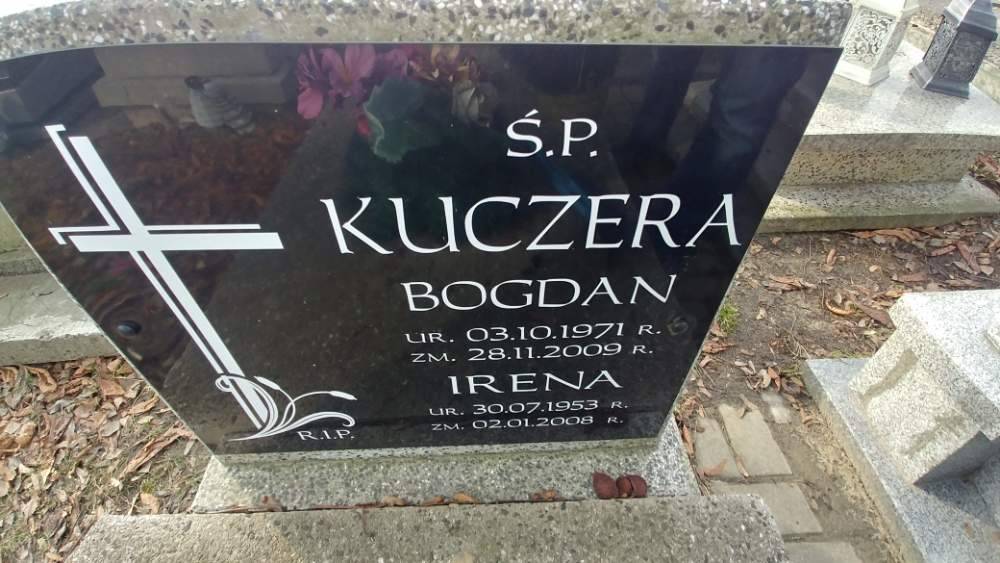 Ś.P.
KUCZERA
BOGDAN
UR. 03.10.1971 R.
ZM. 28.11.2009 R.
IRENA
UR. 30.07.1953 R.
ZM. 02.01.2008 R.
R.I.P.